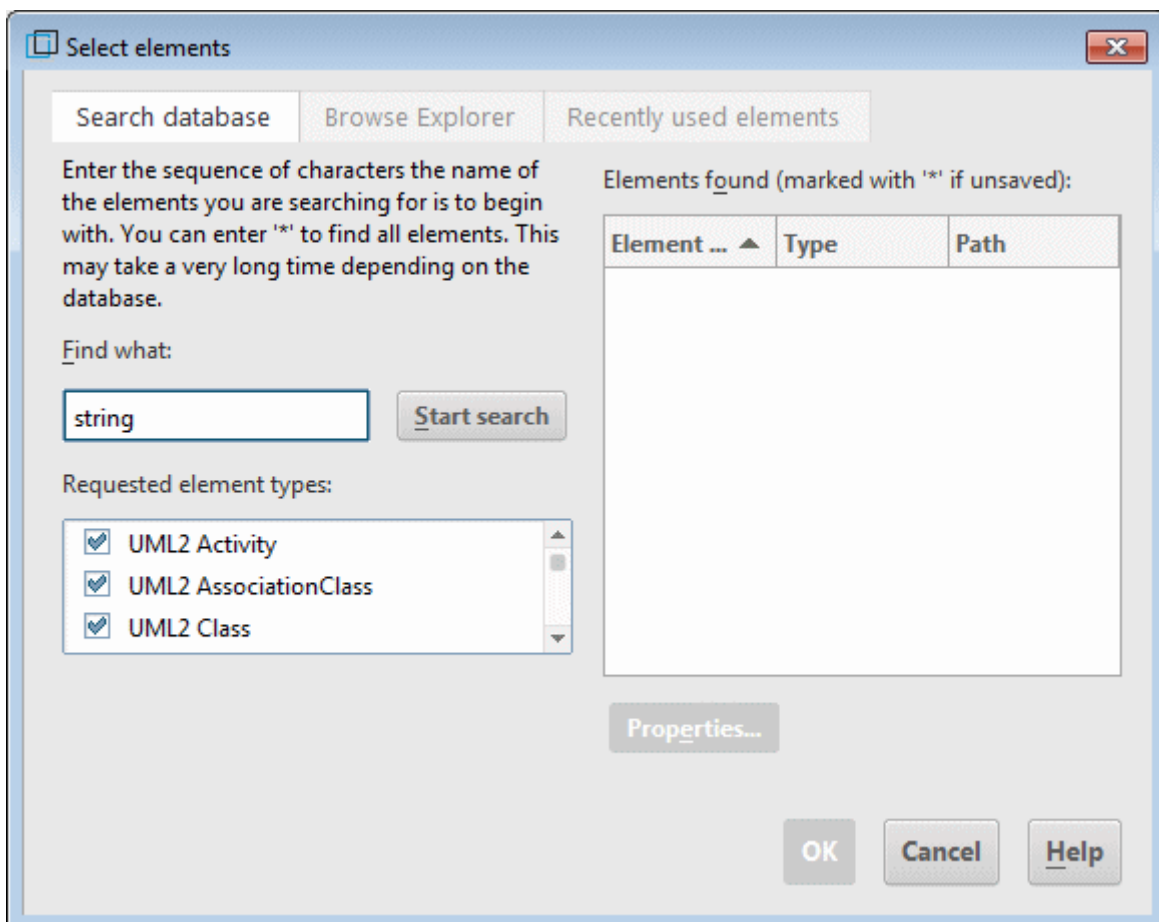 Select elements
Search database
Browse Explorer
Recently used elements
Enter the sequence of characters the name of
the elements you are searching for is to begin
with. You can enter '*' to find all elements. This
may take a very long time depending on the
database.
Find what:
string
Start search
Requested element types:
UML2 Activity
UML2 AssociationClass
UML2 Class
Elements found (marked with '*' if unsaved):
Element ...
Type
Path
Properties...
OK
Cancel
Help